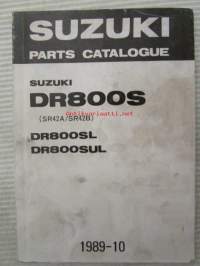 SUZUKI
PARTS CATALOGUE
SUZUKI
DR800S
(SR42A/SR42B)
DR800SL
DR800SUL
1989-10